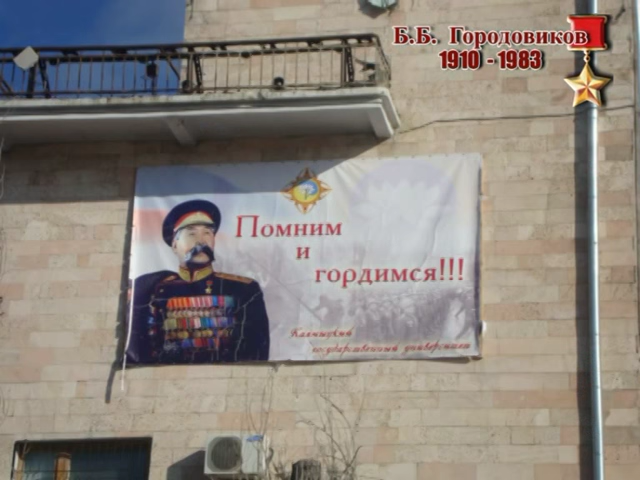 Б.Б. Городовиков
1910 - 1983
Помним
и
гордимся!!!
Калмыцкий
государственный университет